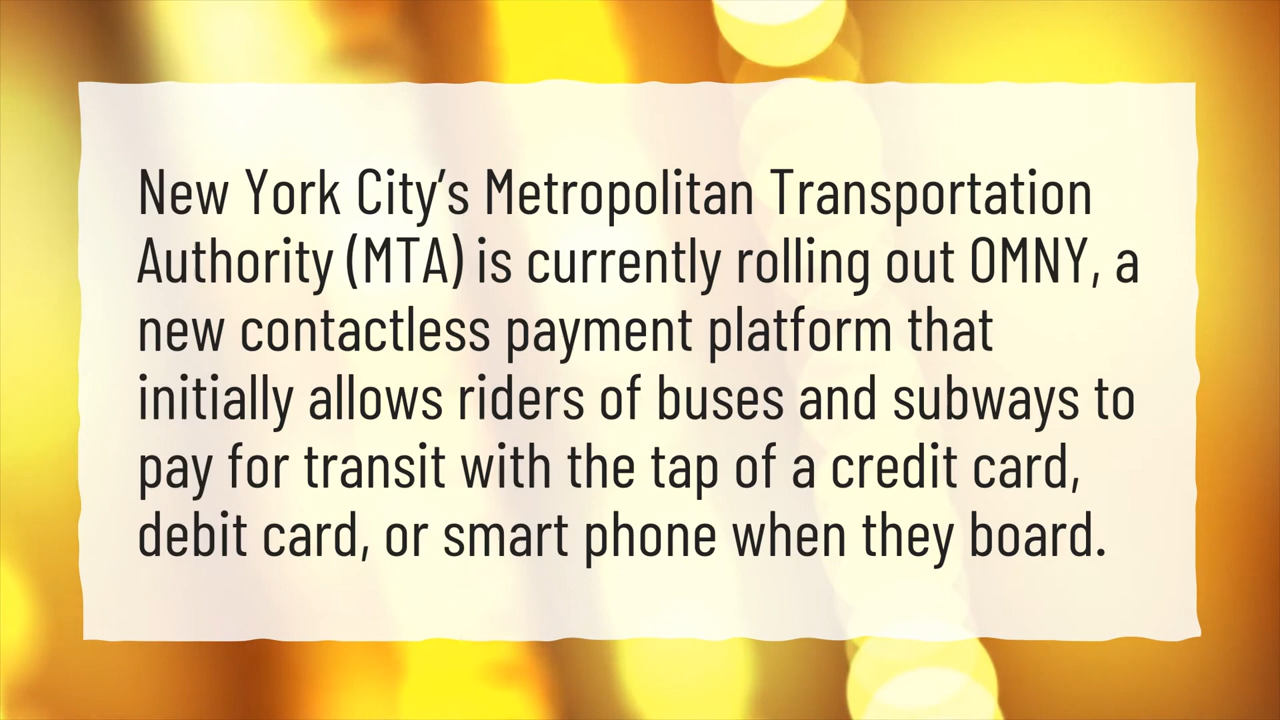 New York City’s Metropolitan Transportation
Authority (MTA) is currently rolling out OMNY, a
new contactless payment platform that
initially allows riders of buses and subways to
pay for transit with the tap of a credit card,
debit card, or smart phone when they board.